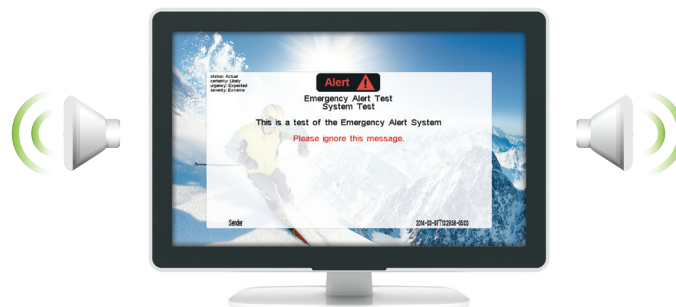 status: Actual
certainty: Likely
urgency: Expected
severity: Extreme
Alert
Emergency Alert Test
System Test
This is a test of the Emergency Alert System
Please ignore this message.
Sender